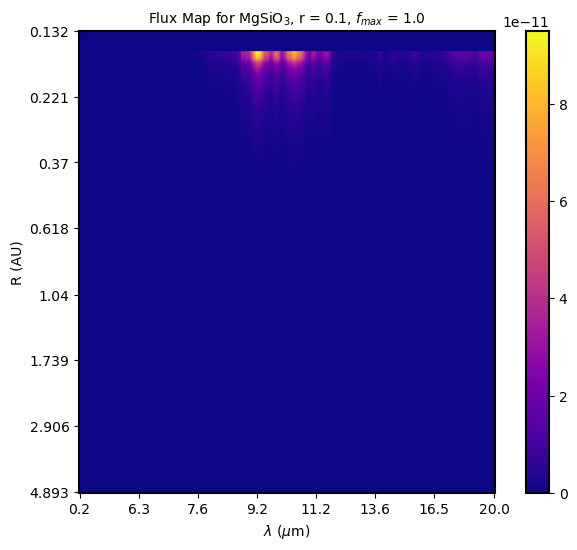 Flux Map for MgSiO₃, r = 0.1, fₘₐₓ = 1.0
1e−11
0.132
0.221
0.37
0.618
1.04
1.739
2.906
4.893
R (AU)
0.2 6.3 7.6 9.2 11.2 13.6 16.5 20.0
λ (μm)
8
6
4
2
0